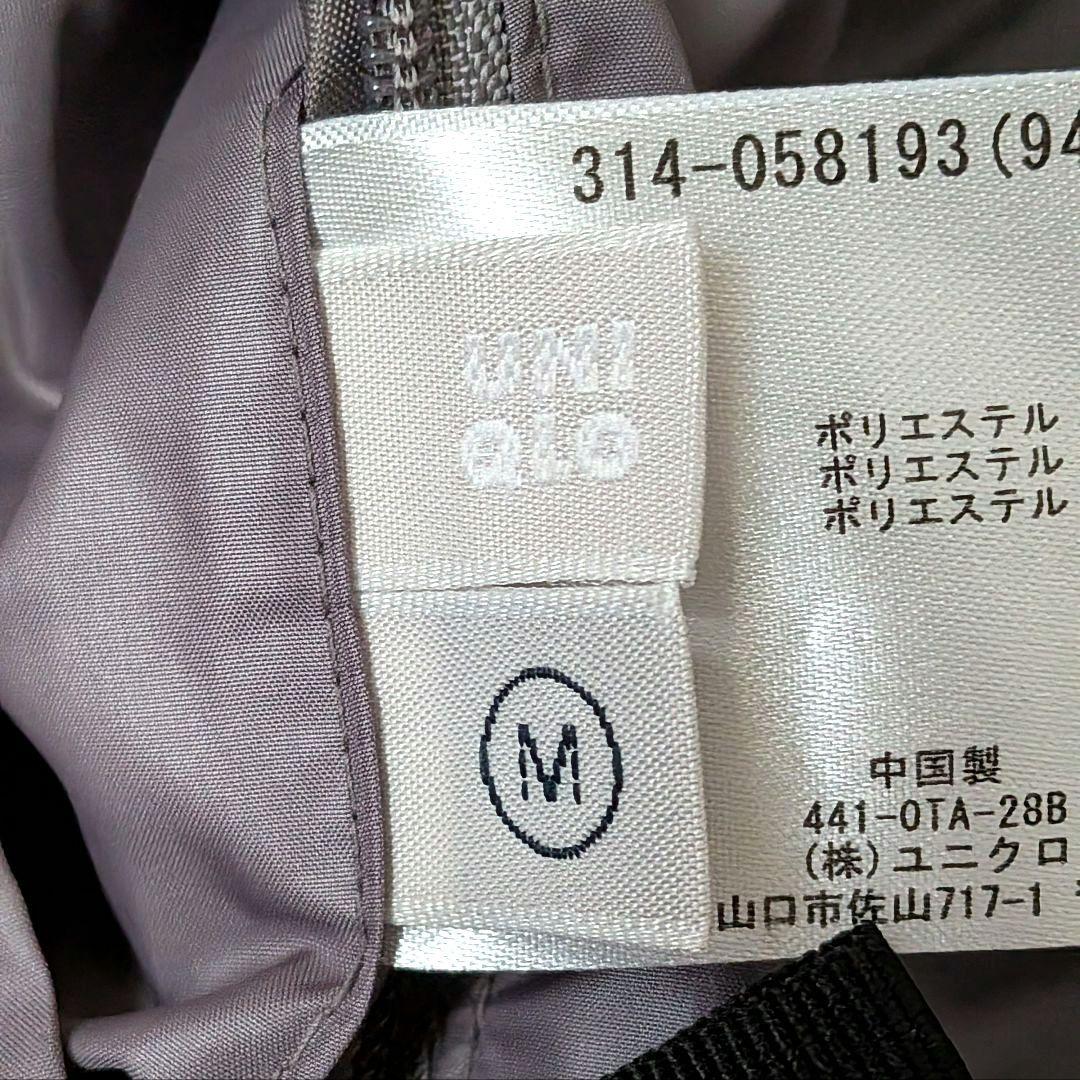 314-058193(94
UNI
QLO
ポリエステル
ポリエステル
ポリエステル
M
中国製
441-OTA-28B
(株)ユニクロ
山口市佐山717-1